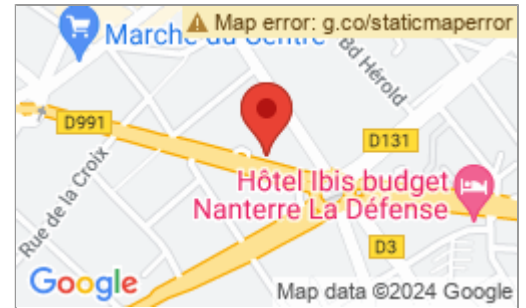 Map error: g.co/staticmaperror
Marché du Centre
Bd Hérold
D991
D131
Rue de la Croix
Hôtel Ibis budget
Nanterre La Défense
D3
Google
Map data ©2024 Google